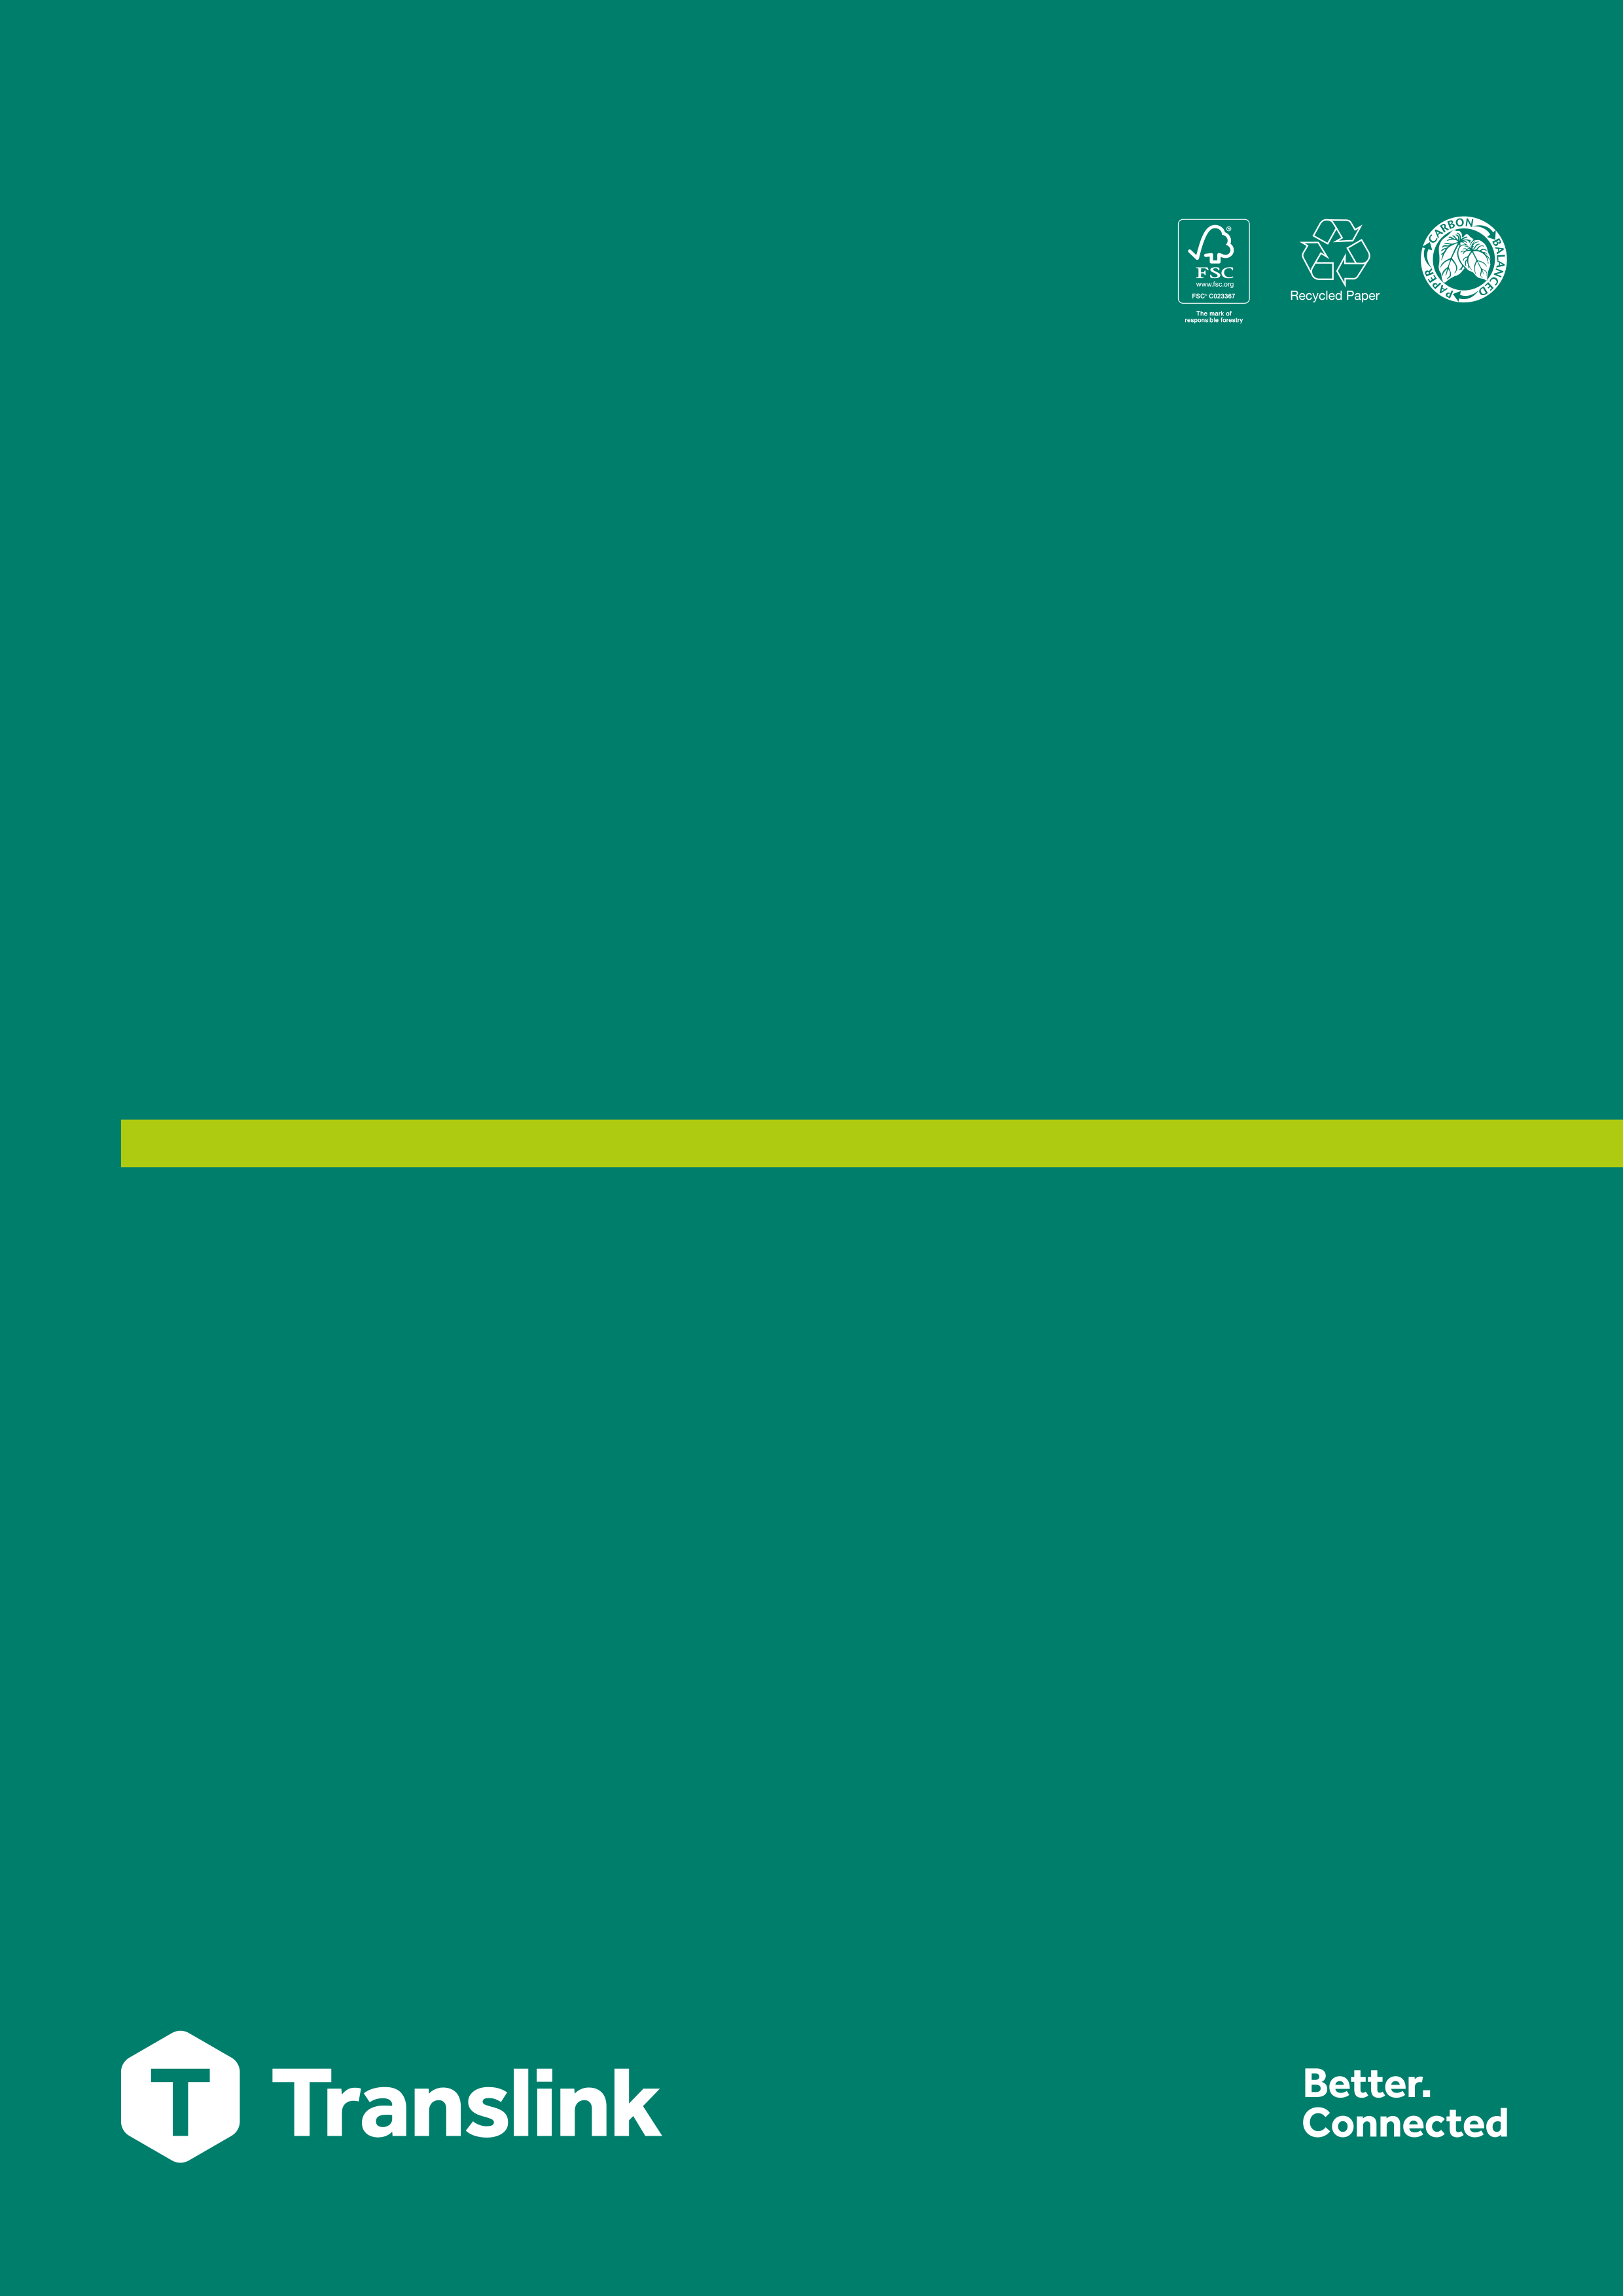 FSC
www.fsc.org
FSC® C023367
The mark of
responsible forestry
Recycled Paper
CARBON BALANCED PAPER
T Translink
Better.
Connected